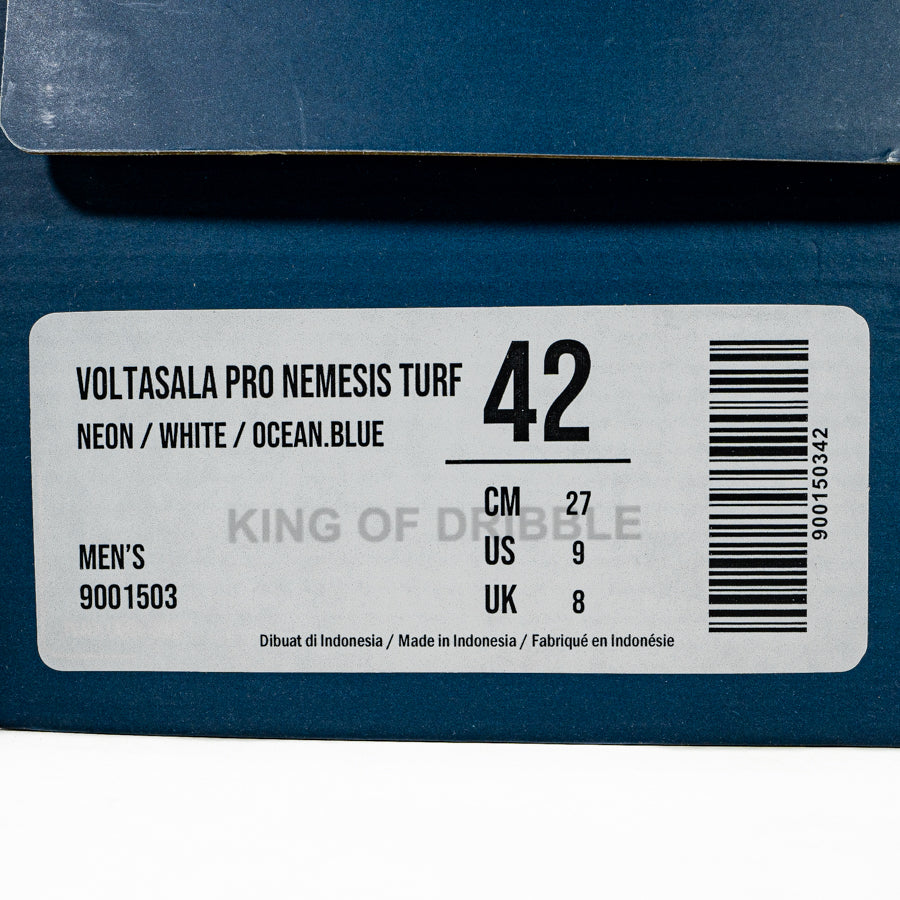 VOLTASALA PRO NEMESIS TURF
NEON / WHITE / OCEAN.BLUE
42
CM 27
US 9
UK 8
KING OF DRIBBLE
MEN'S
9001503
Dibuat di Indonesia / Made in Indonesia / Fabriqué en Indonésie
900150342